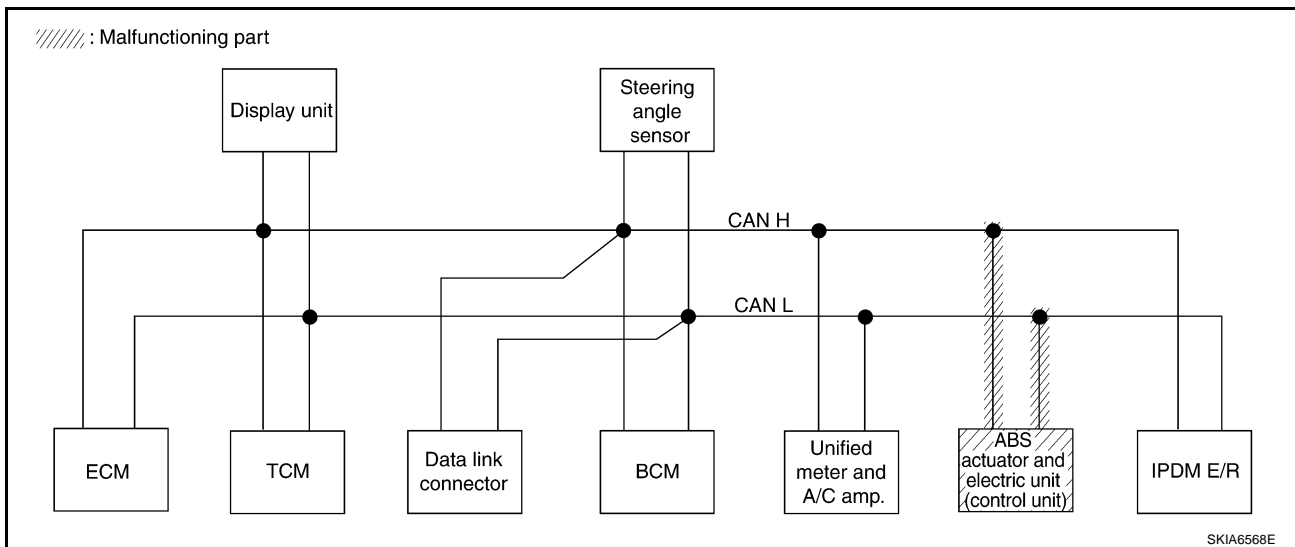 : Malfunctioning part
Display unit
Steering
angle
sensor
CAN H
CAN L
ECM
TCM
Data link
connector
BCM
Unified
meter and
A/C amp.
ABS
actuator and
electric unit
(control unit)
IPDM E/R
SKIA6568E